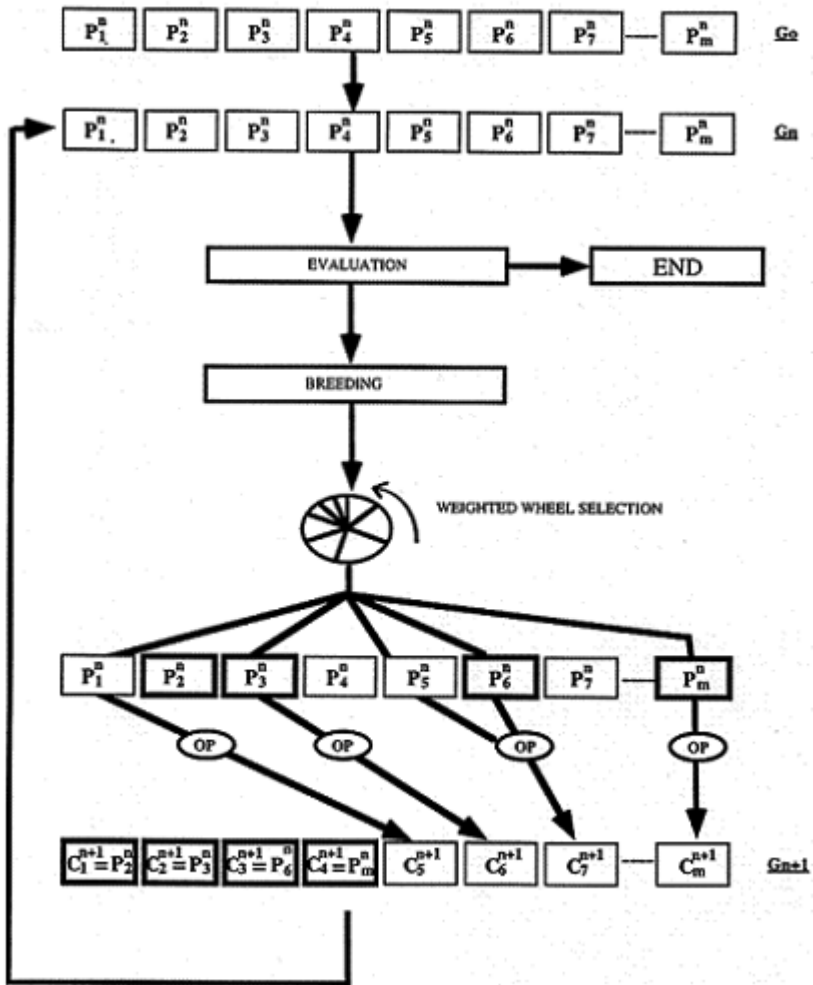 P₁ⁿ P₂ⁿ P₃ⁿ P₄ⁿ P₅ⁿ P₆ⁿ P₇ⁿ Pₘⁿ Go
P₁ⁿ P₂ⁿ P₃ⁿ P₄ⁿ P₅ⁿ P₆ⁿ P₇ⁿ Pₘⁿ Gn
EVALUATION END
BREEDING
WEIGHTED WHEEL SELECTION
P₁ⁿ P₂ⁿ P₃ⁿ P₄ⁿ P₅ⁿ P₆ⁿ P₇ⁿ Pₘⁿ
OP OP OP OP
C₁ⁿ⁺¹=P₂ⁿ C₂ⁿ⁺¹=P₃ⁿ C₃ⁿ⁺¹=P₆ⁿ C₄ⁿ⁺¹=Pₘⁿ C₅ⁿ⁺¹ C₆ⁿ⁺¹ C₇ⁿ⁺¹ Cₘⁿ⁺¹ Gn+1